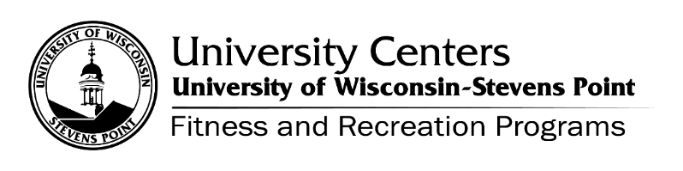 UNIVERSITY OF WISCONSIN
STEVENS POINT
University Centers
University of Wisconsin-Stevens Point
Fitness and Recreation Programs